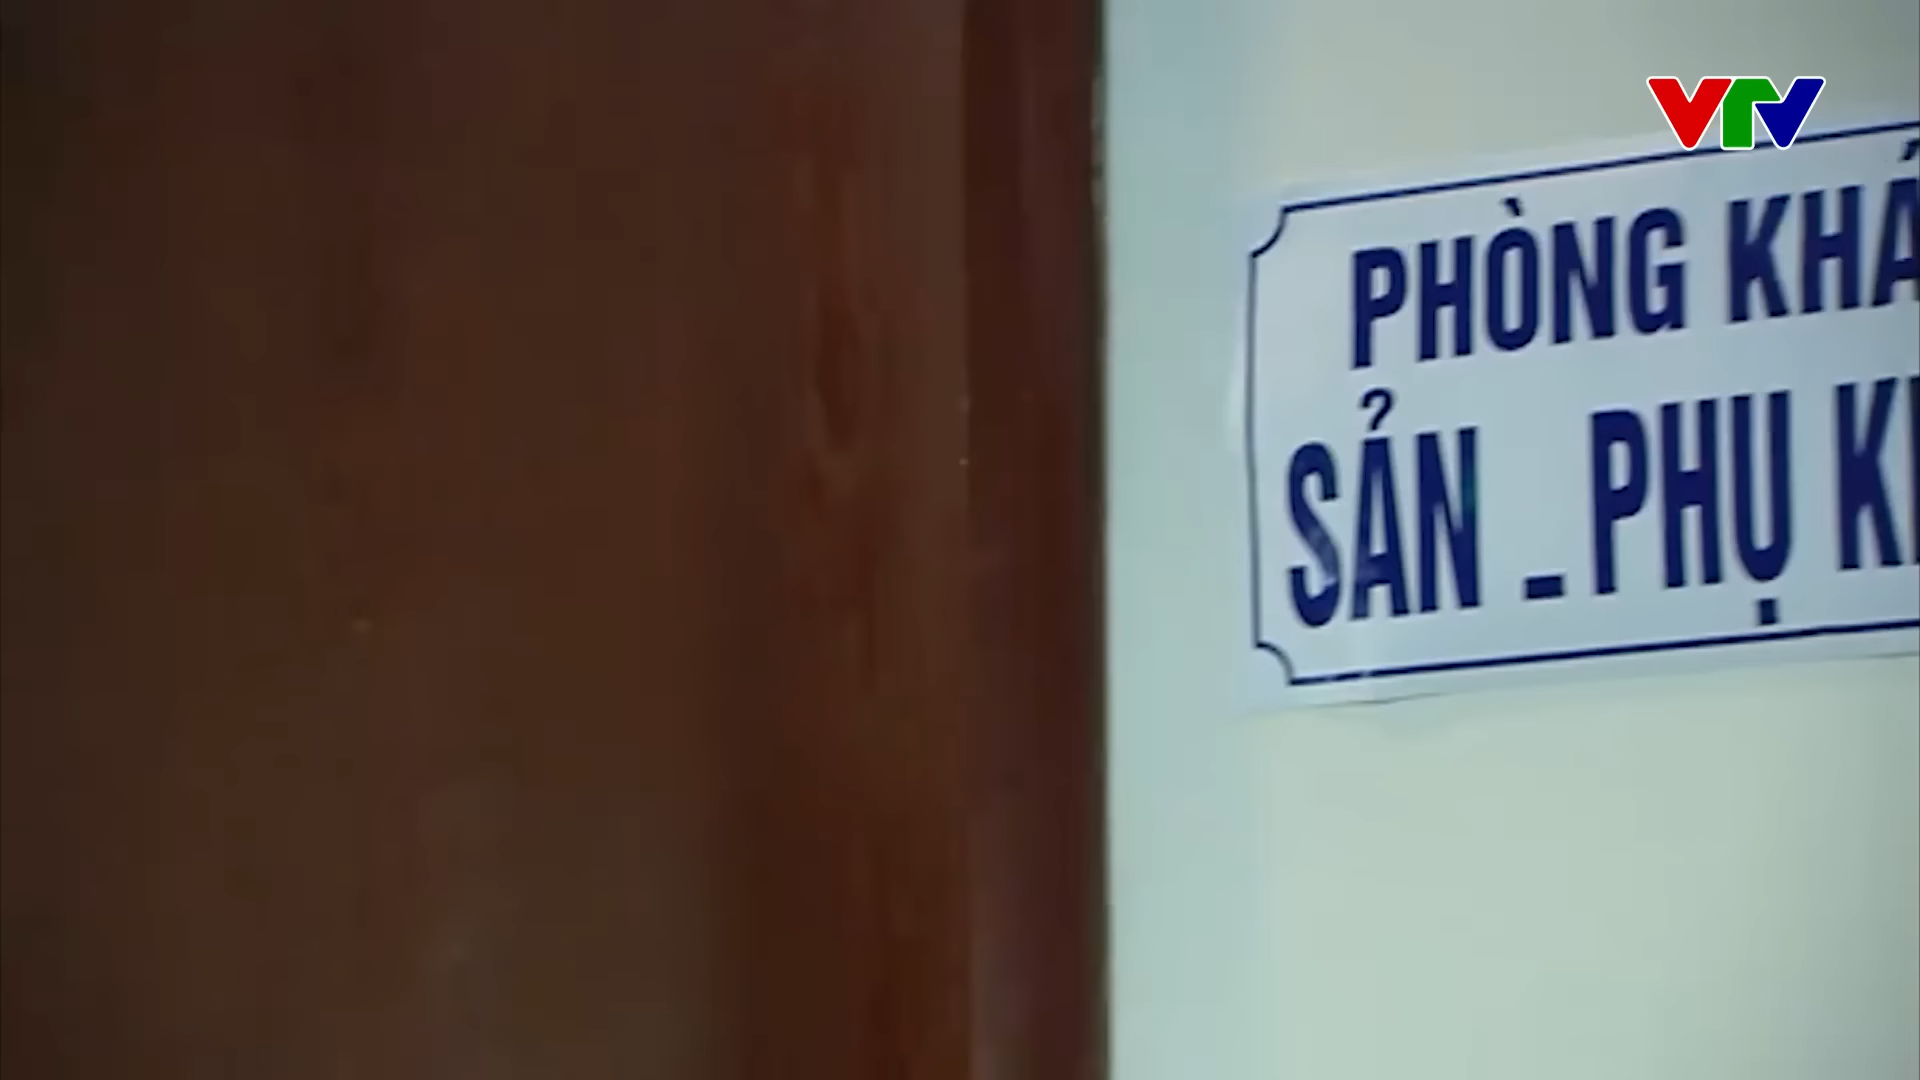 VTV
PHÒNG KHÁ
SẢN - PHỤ K